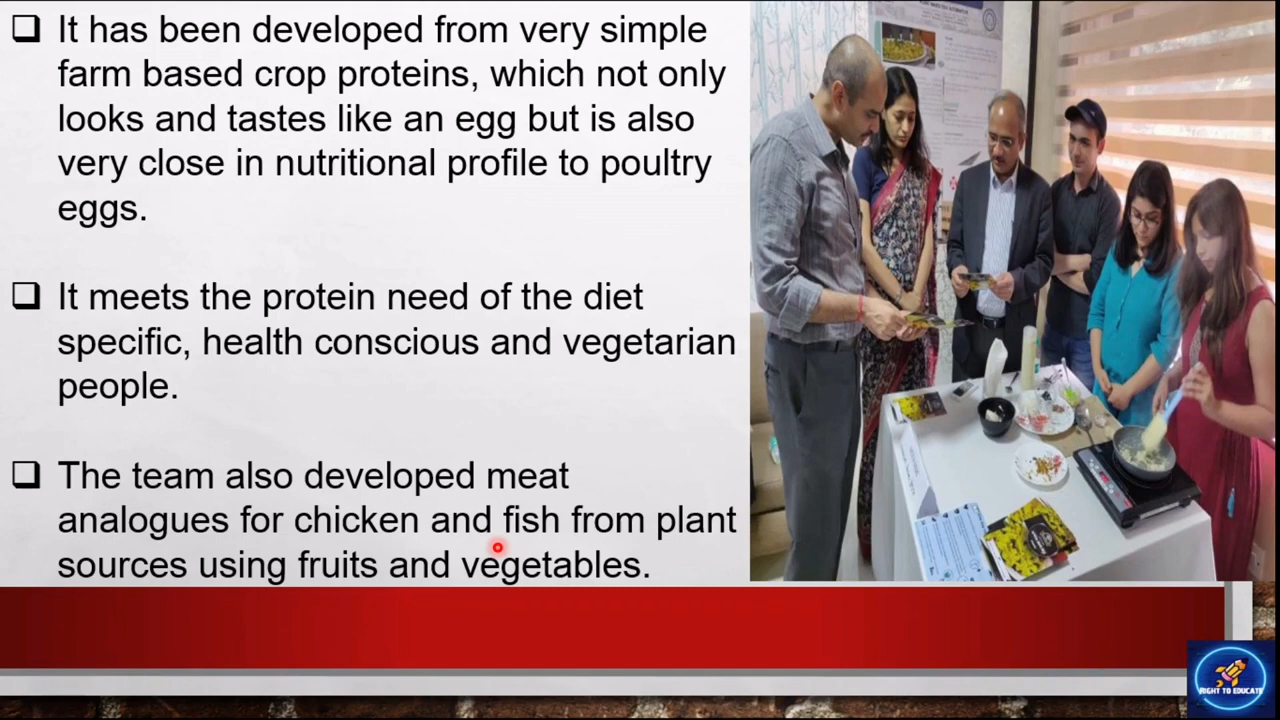 It has been developed from very simple
farm based crop proteins, which not only
looks and tastes like an egg but is also
very close in nutritional profile to poultry
eggs.
It meets the protein need of the diet
specific, health conscious and vegetarian
people.
The team also developed meat
analogues for chicken and fish from plant
sources using fruits and vegetables.
RIGHT TO EDUCATE